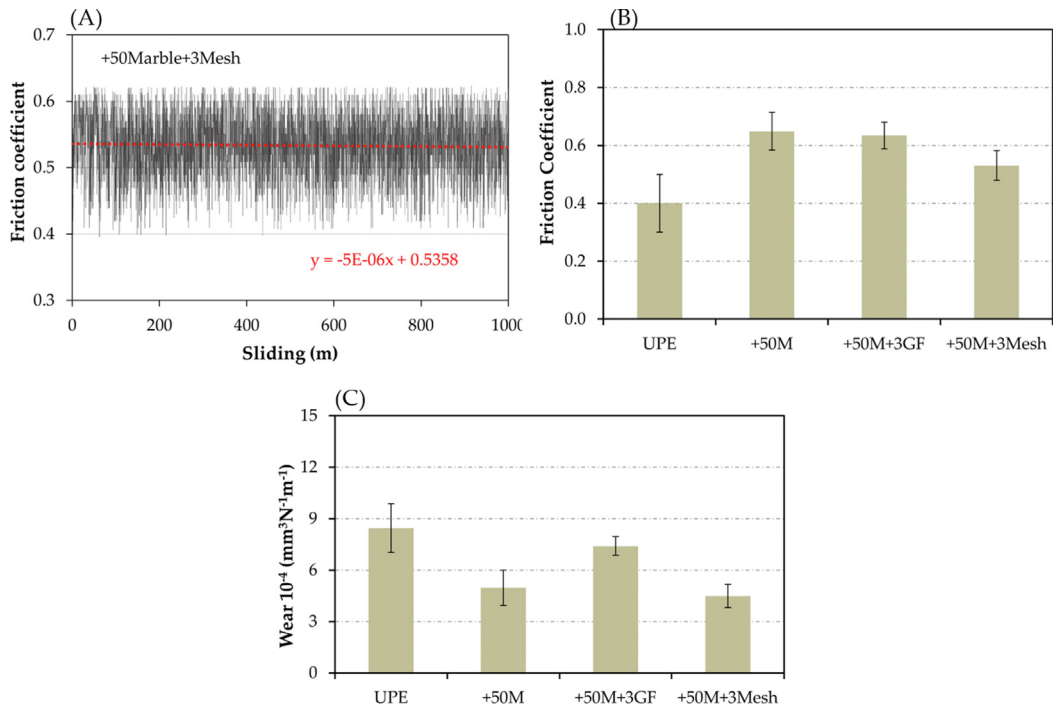 (A)
Friction coefficient
0.7
0.6
0.5
0.4
0.3
+50Marble+3Mesh
y = -5E-06x + 0.5358
0 200 400 600 800 1000
Sliding (m)
(B)
Friction Coefficient
1.0
0.8
0.6
0.4
0.2
0.0
UPE +50M +50M+3GF +50M+3Mesh
(C)
Wear 10⁻⁴ (mm³N⁻¹m⁻¹)
15
12
9
6
3
0
UPE +50M +50M+3GF +50M+3Mesh